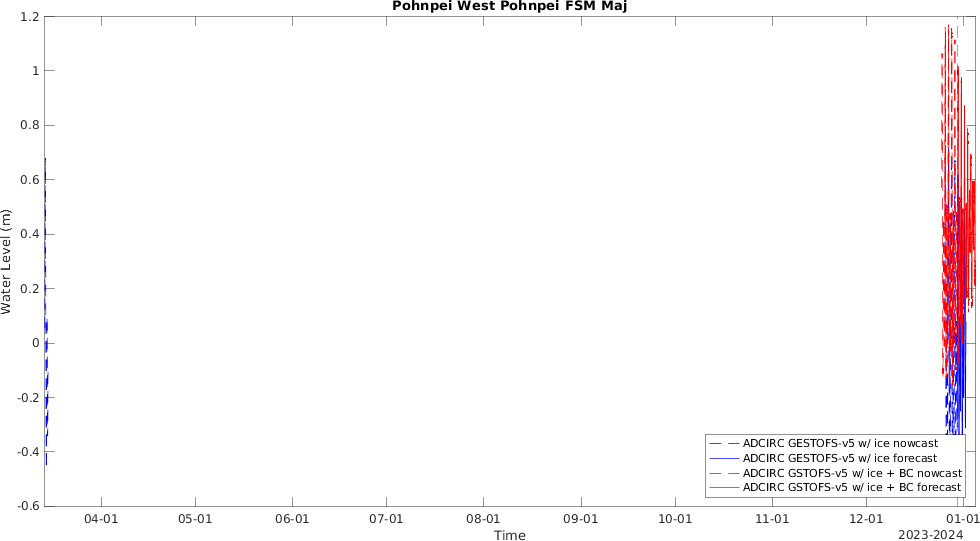 Pohnpei West Pohnpei FSM Maj
1.2
1
0.8
0.6
0.4
0.2
0
-0.2
-0.4
-0.6
Water Level (m)
ADCIRC GESTOFS-v5 w/ ice nowcast
ADCIRC GESTOFS-v5 w/ ice forecast
ADCIRC GSTOFS-v5 w/ ice + BC nowcast
ADCIRC GSTOFS-v5 w/ ice + BC forecast
04-01 05-01 06-01 07-01 08-01 09-01 10-01 11-01 12-01 01-01
Time
2023-2024